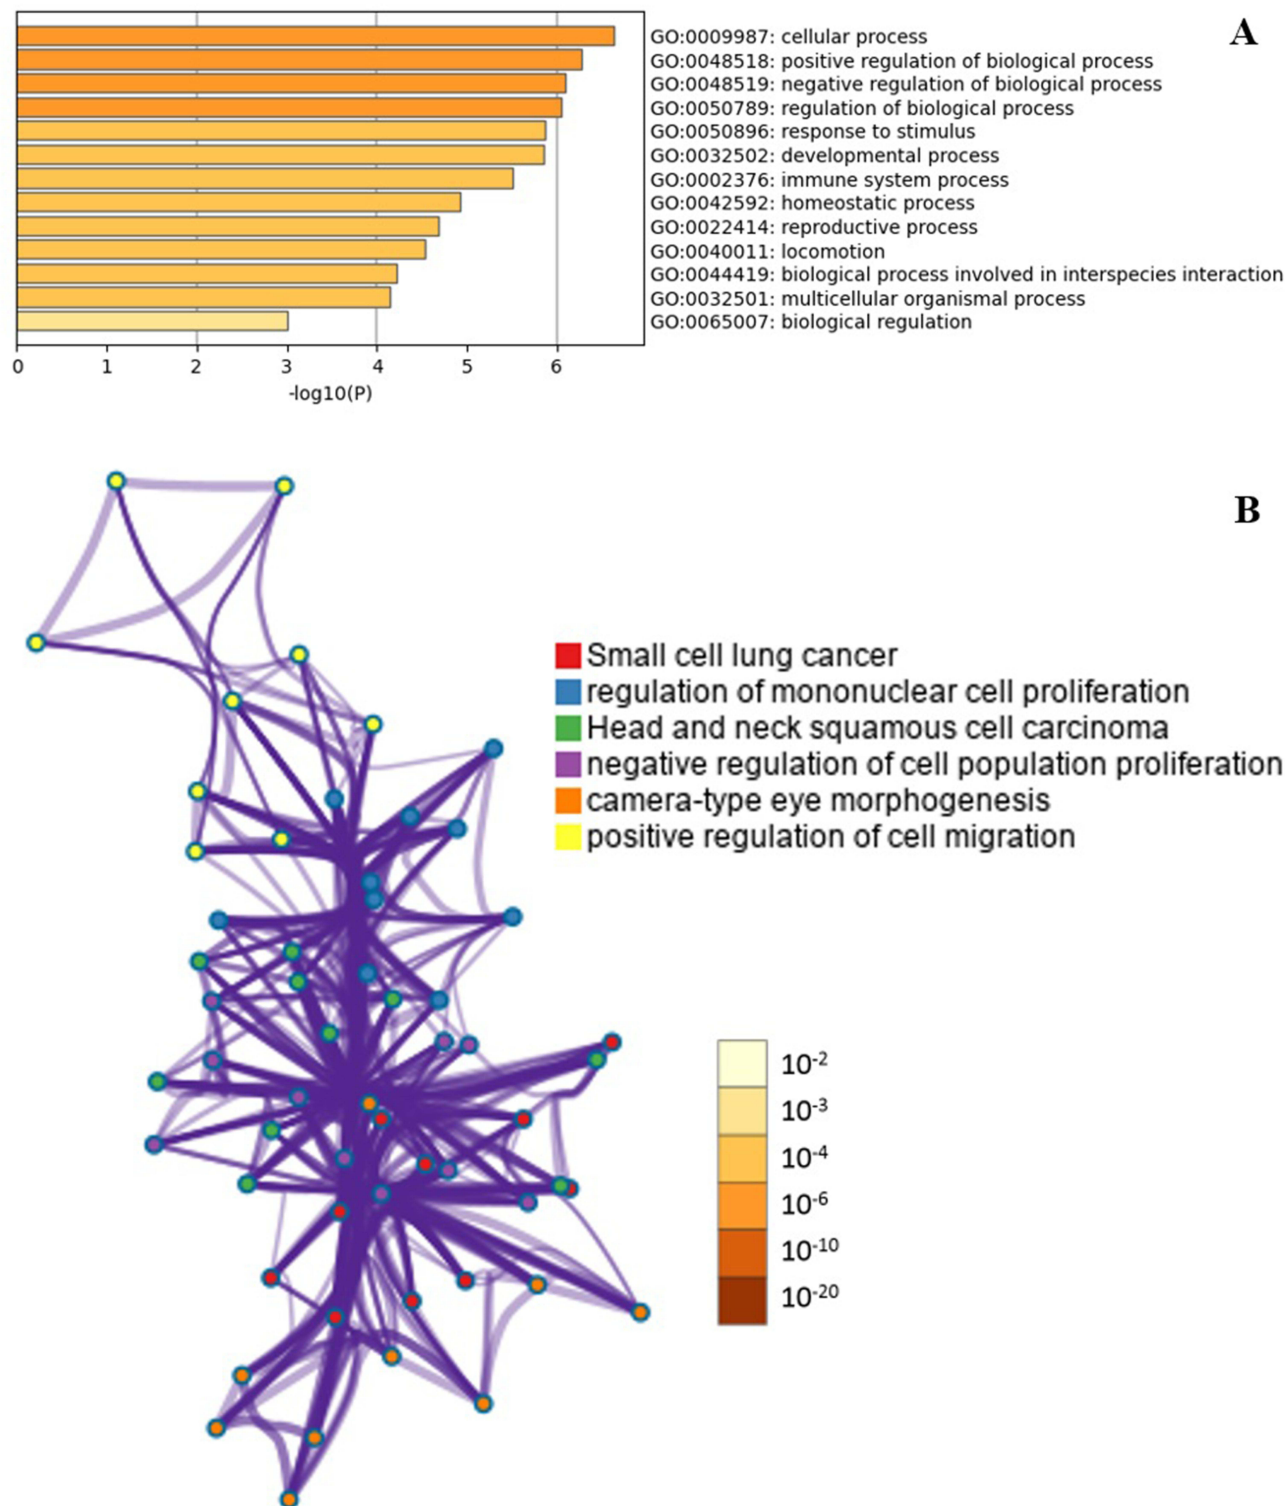 A
GO:0009987: cellular process
GO:0048518: positive regulation of biological process
GO:0048519: negative regulation of biological process
GO:0050789: regulation of biological process
GO:0050896: response to stimulus
GO:0032502: developmental process
GO:0002376: immune system process
GO:0042592: homeostatic process
GO:0022414: reproductive process
GO:0040011: locomotion
GO:0044419: biological process involved in interspecies interaction
GO:0032501: multicellular organismal process
GO:0065007: biological regulation
0 1 2 3 4 5 6
-log10(P)
B
Small cell lung cancer
regulation of mononuclear cell proliferation
Head and neck squamous cell carcinoma
negative regulation of cell population proliferation
camera-type eye morphogenesis
positive regulation of cell migration
10-2
10-3
10-4
10-6
10-10
10-20